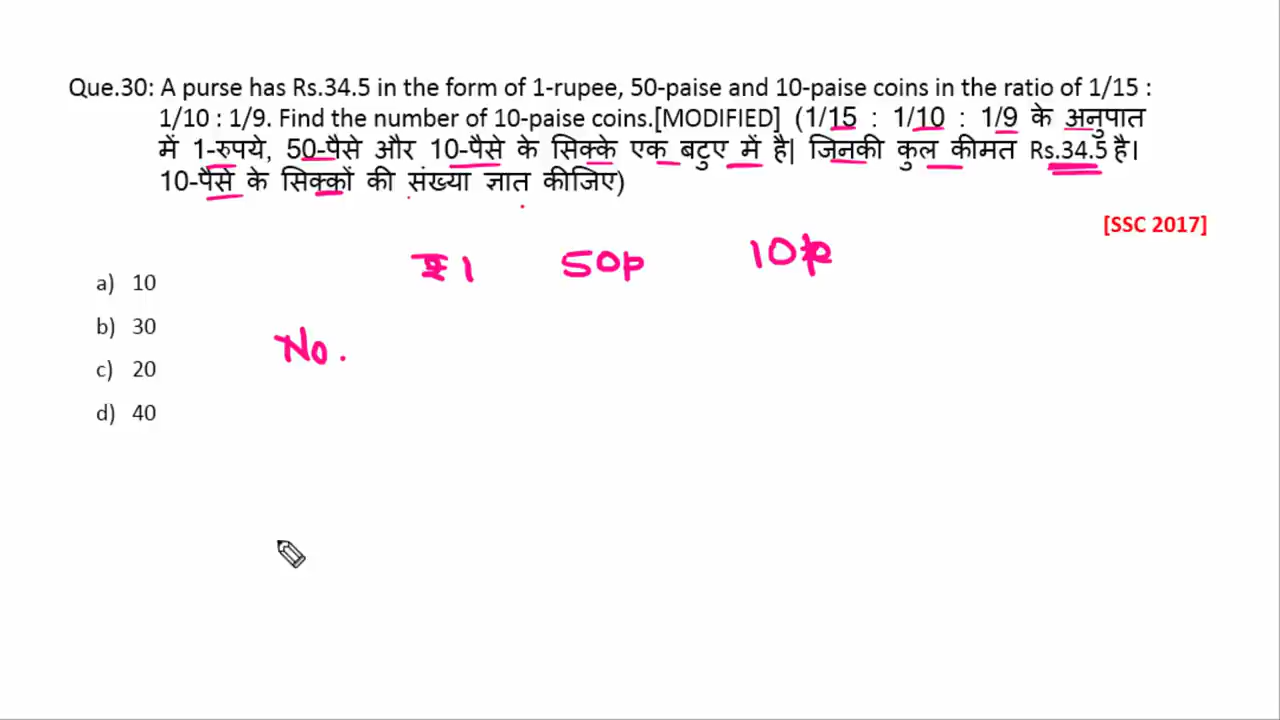 Que.30: A purse has Rs.34.5 in the form of 1-rupee, 50-paise and 10-paise coins in the ratio of 1/15 :
1/10 : 1/9. Find the number of 10-paise coins.[MODIFIED] (1/15 : 1/10 : 1/9 के अनुपात
में 1-रुपये, 50-पैसे और 10-पैसे के सिक्के एक बटुए में है| जिनकी कुल कीमत Rs.34.5 है।
10-पैसे के सिक्कों की संख्या ज्ञात कीजिए)
[SSC 2017]
₹1 50p 10p
a) 10
b) 30
No.
c) 20
d) 40